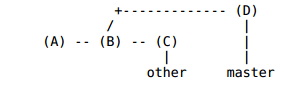 +------------- (D)
/ |
(A) -- (B) -- (C) |
| |
other master